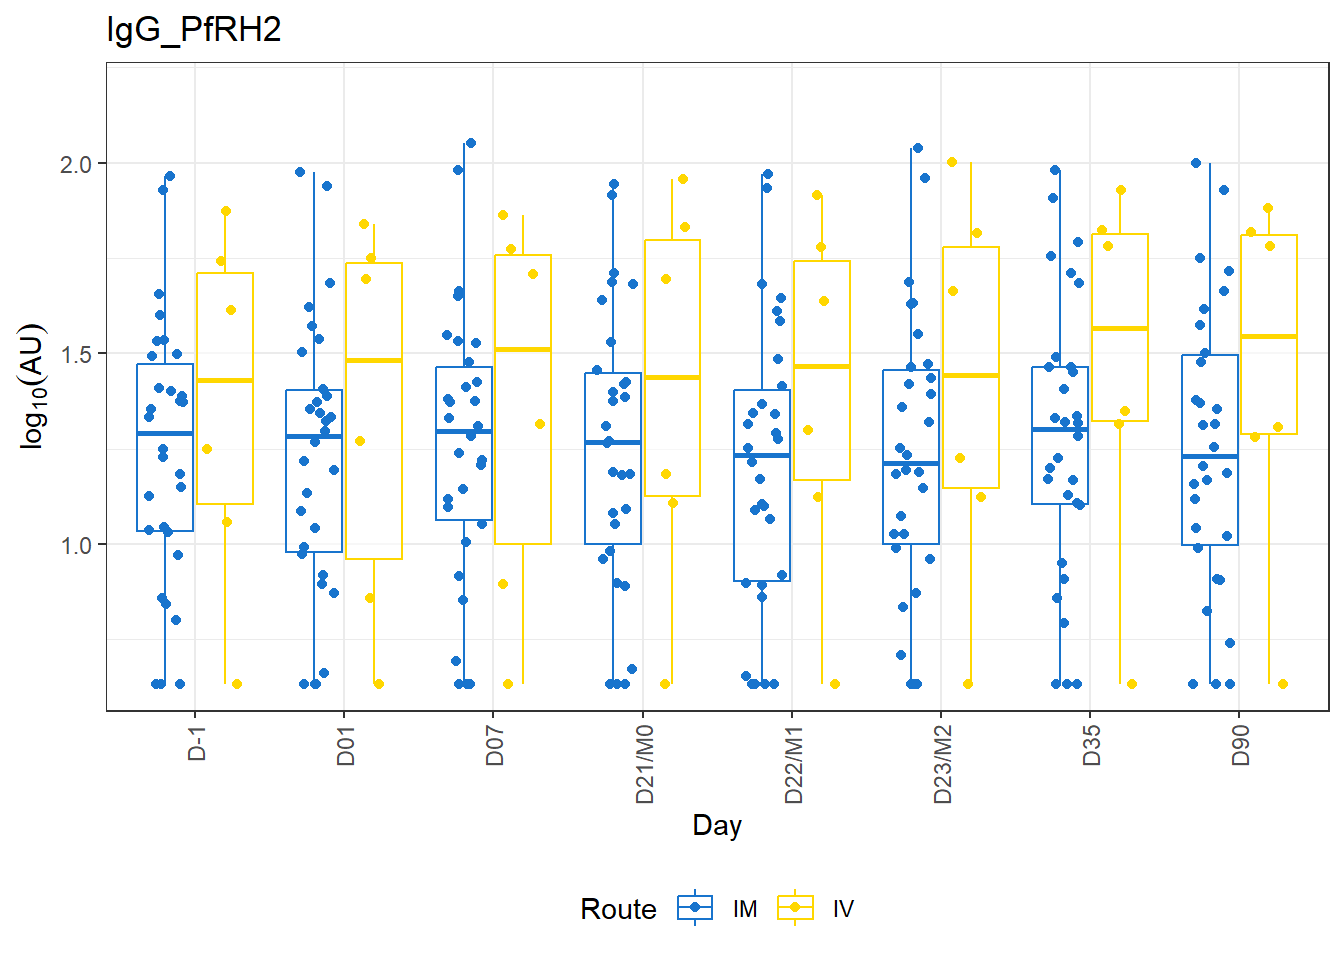 IgG_PfRH2
log10(AU)
2.0
1.5
1.0
D-1
D01
D07
D21/M0
D22/M1
D23/M2
D35
D90
Day
Route IM IV